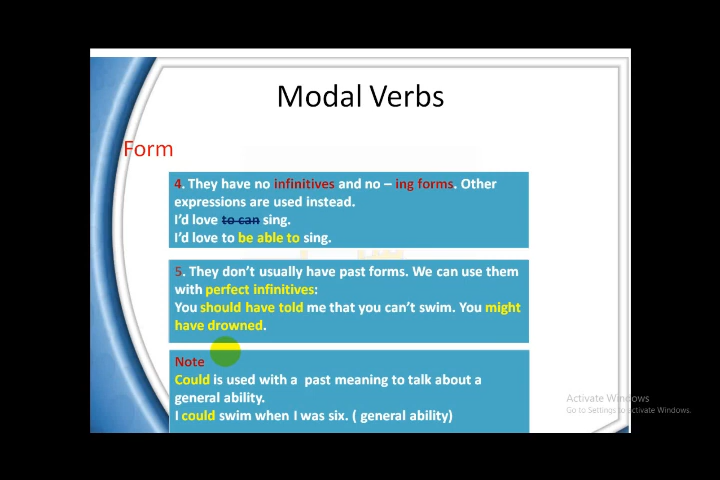 Modal Verbs
Form
4. They have no infinitives and no – ing forms. Other
expressions are used instead.
I'd love to can sing.
I'd love to be able to sing.
5. They don't usually have past forms. We can use them
with perfect infinitives:
You should have told me that you can't swim. You might
have drowned.
Note
Could is used with a  past meaning to talk about a
general ability.
I could swim when I was six. ( general ability)
Activate Windows
Go to Settings to activate Windows.